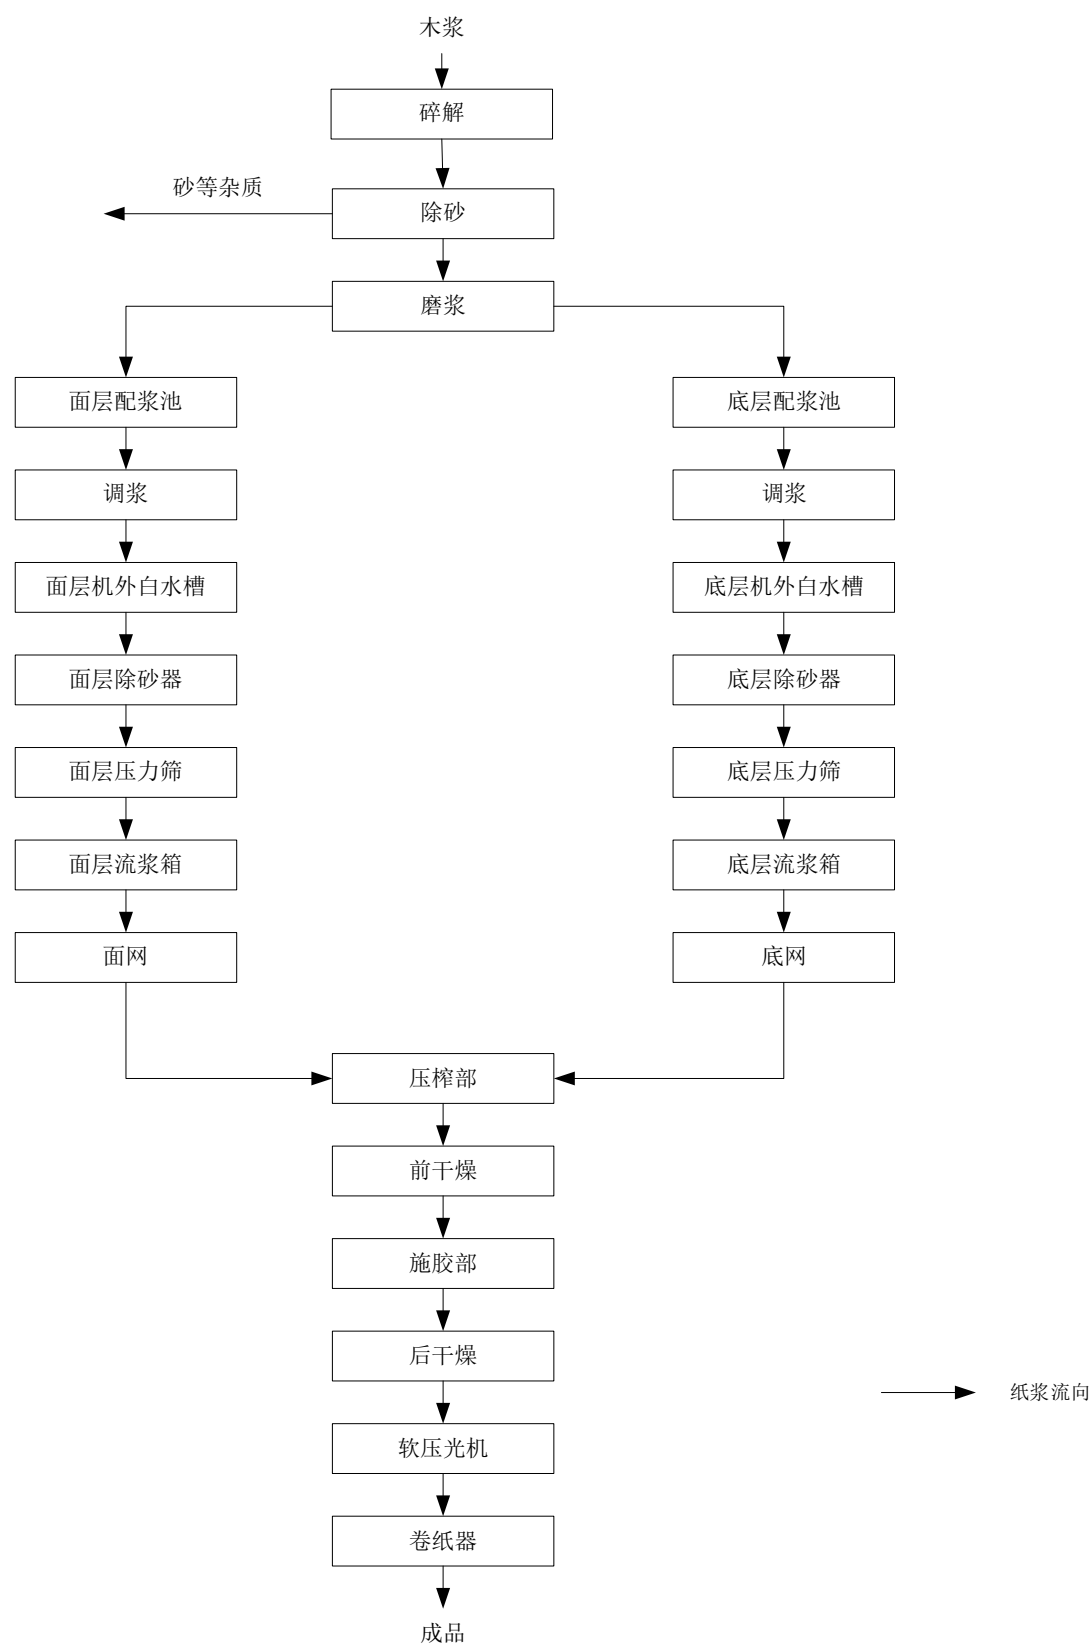 木浆
碎解
砂等杂质
除砂
磨浆
面层配浆池
底层配浆池
调浆
调浆
面层机外白水槽
底层机外白水槽
面层除砂器
底层除砂器
面层压力筛
底层压力筛
面层流浆箱
底层流浆箱
面网
底网
压榨部
前干燥
施胶部
后干燥
纸浆流向
软压光机
卷纸器
成品